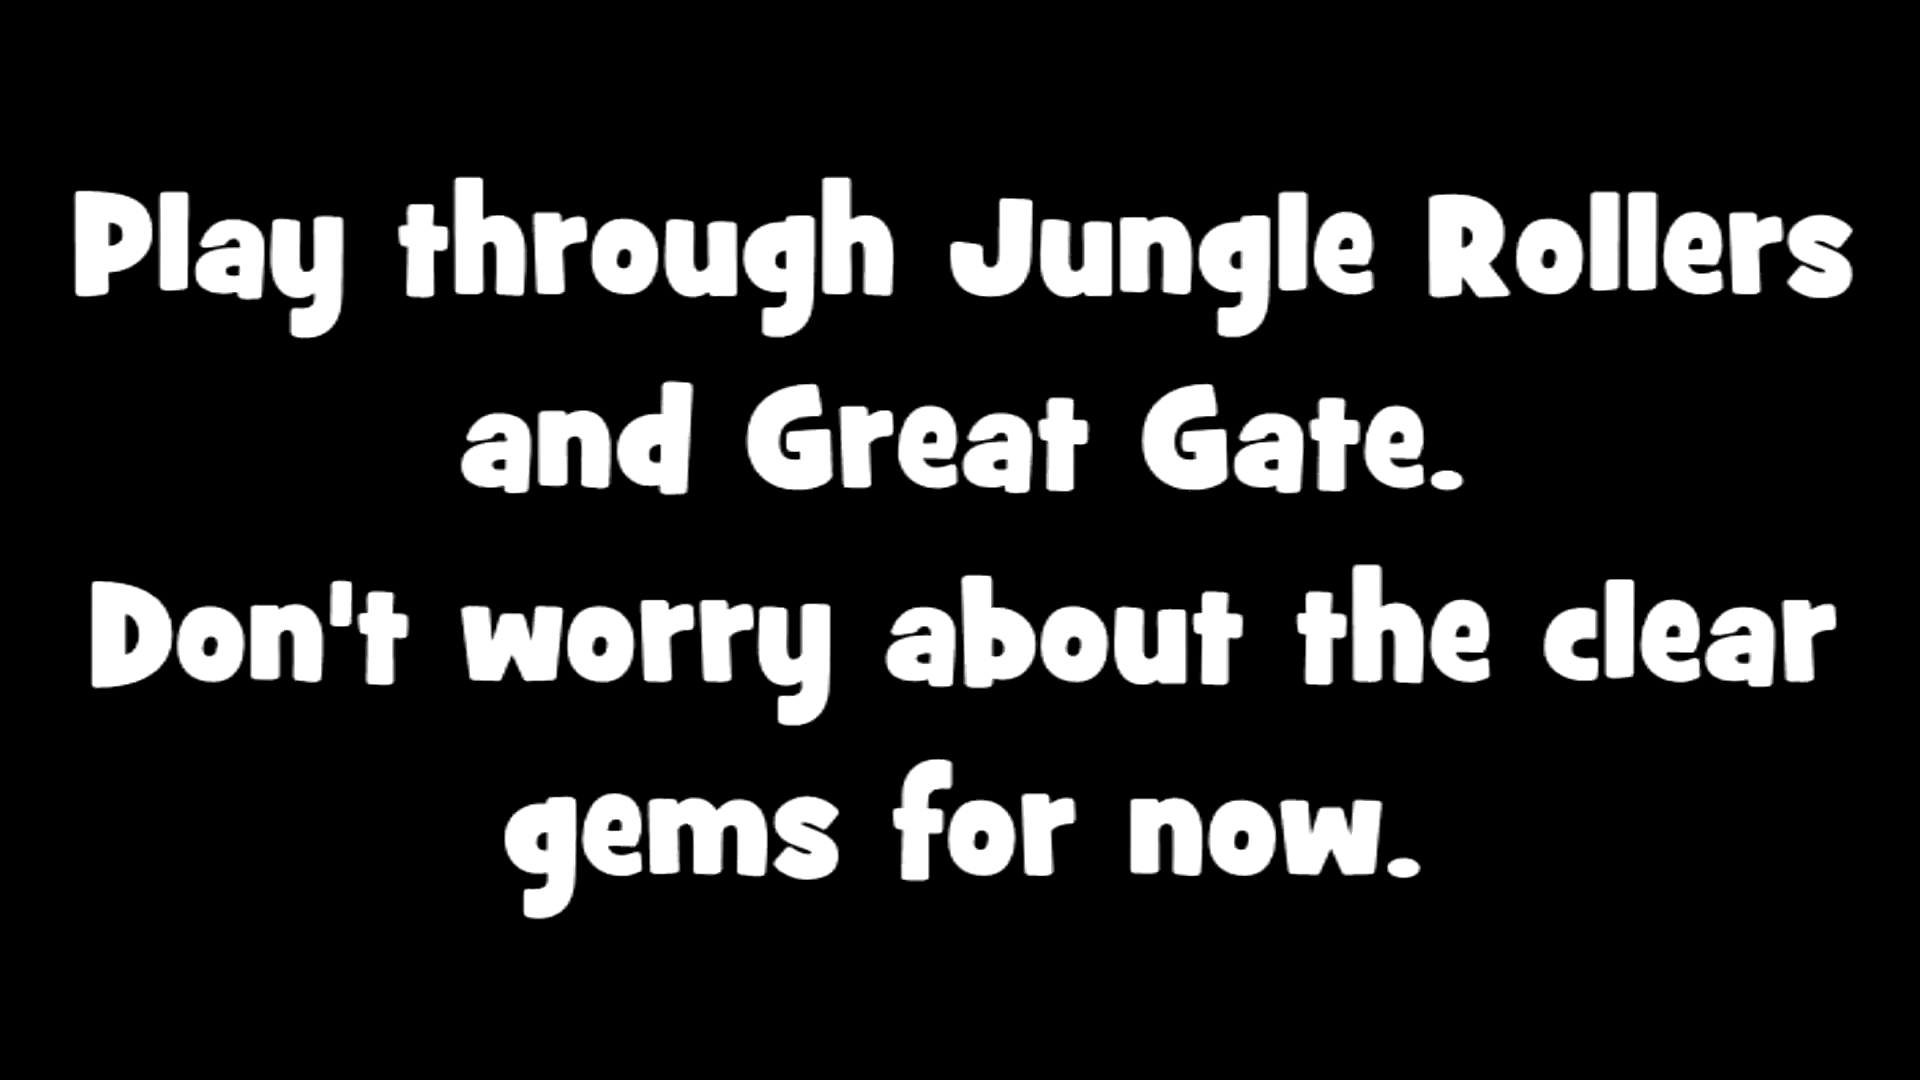 Play through Jungle Rollers
and Great Gate.
Don't worry about the clear
gems for now.